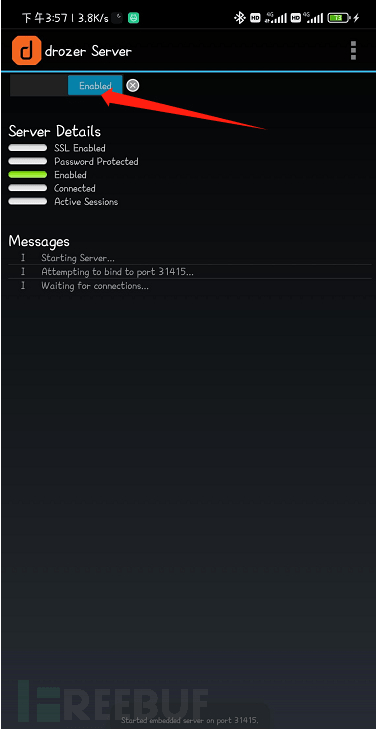 下午3:57 | 3.8K/s
HD 4G HD 4G 73
d drozer Server
Enabled
Server Details
SSL Enabled
Password Protected
Enabled
Connected
Active Sessions
Messages
I Starting Server...
I Attempting to bind to port 31415...
I Waiting for connections...
FREEBUF
Started embedded server on port 31415.